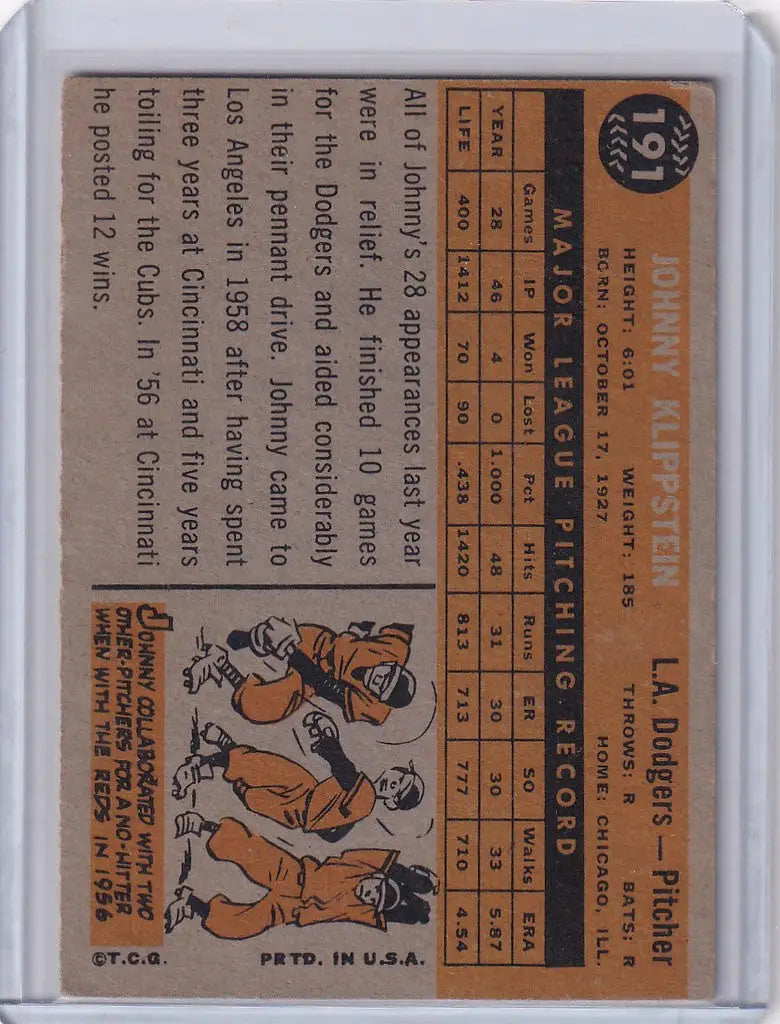 191
JOHNNY KLIPPSTEIN
L.A. Dodgers — Pitcher
HEIGHT: 6:01 WEIGHT: 185 THROWS: R BATS: R
BORN: OCTOBER 17, 1927 HOME: CHICAGO, ILL.
MAJOR LEAGUE PITCHING RECORD
Games IP Won Lost Pct Hits Runs ER SO Walks ERA
YEAR 28 46 4 0 1.000 48 31 30 30 33 5.87
LIFE 400 1412 70 90 .438 1420 813 713 777 710 4.54
All of Johnny's 28 appearances last year
were in relief. He finished 10 games
for the Dodgers and aided considerably
in their pennant drive. Johnny came to
Los Angeles in 1958 after having spent
three years at Cincinnati and five years
toiling for the Cubs. In '56 at Cincinnati
he posted 12 wins.
JOHNNY COLLABORATED WITH TWO
OTHER PITCHERS FOR A NO-HITTER
WHEN WITH THE REDS IN 1956
©T.C.G. PRTD. IN U.S.A.